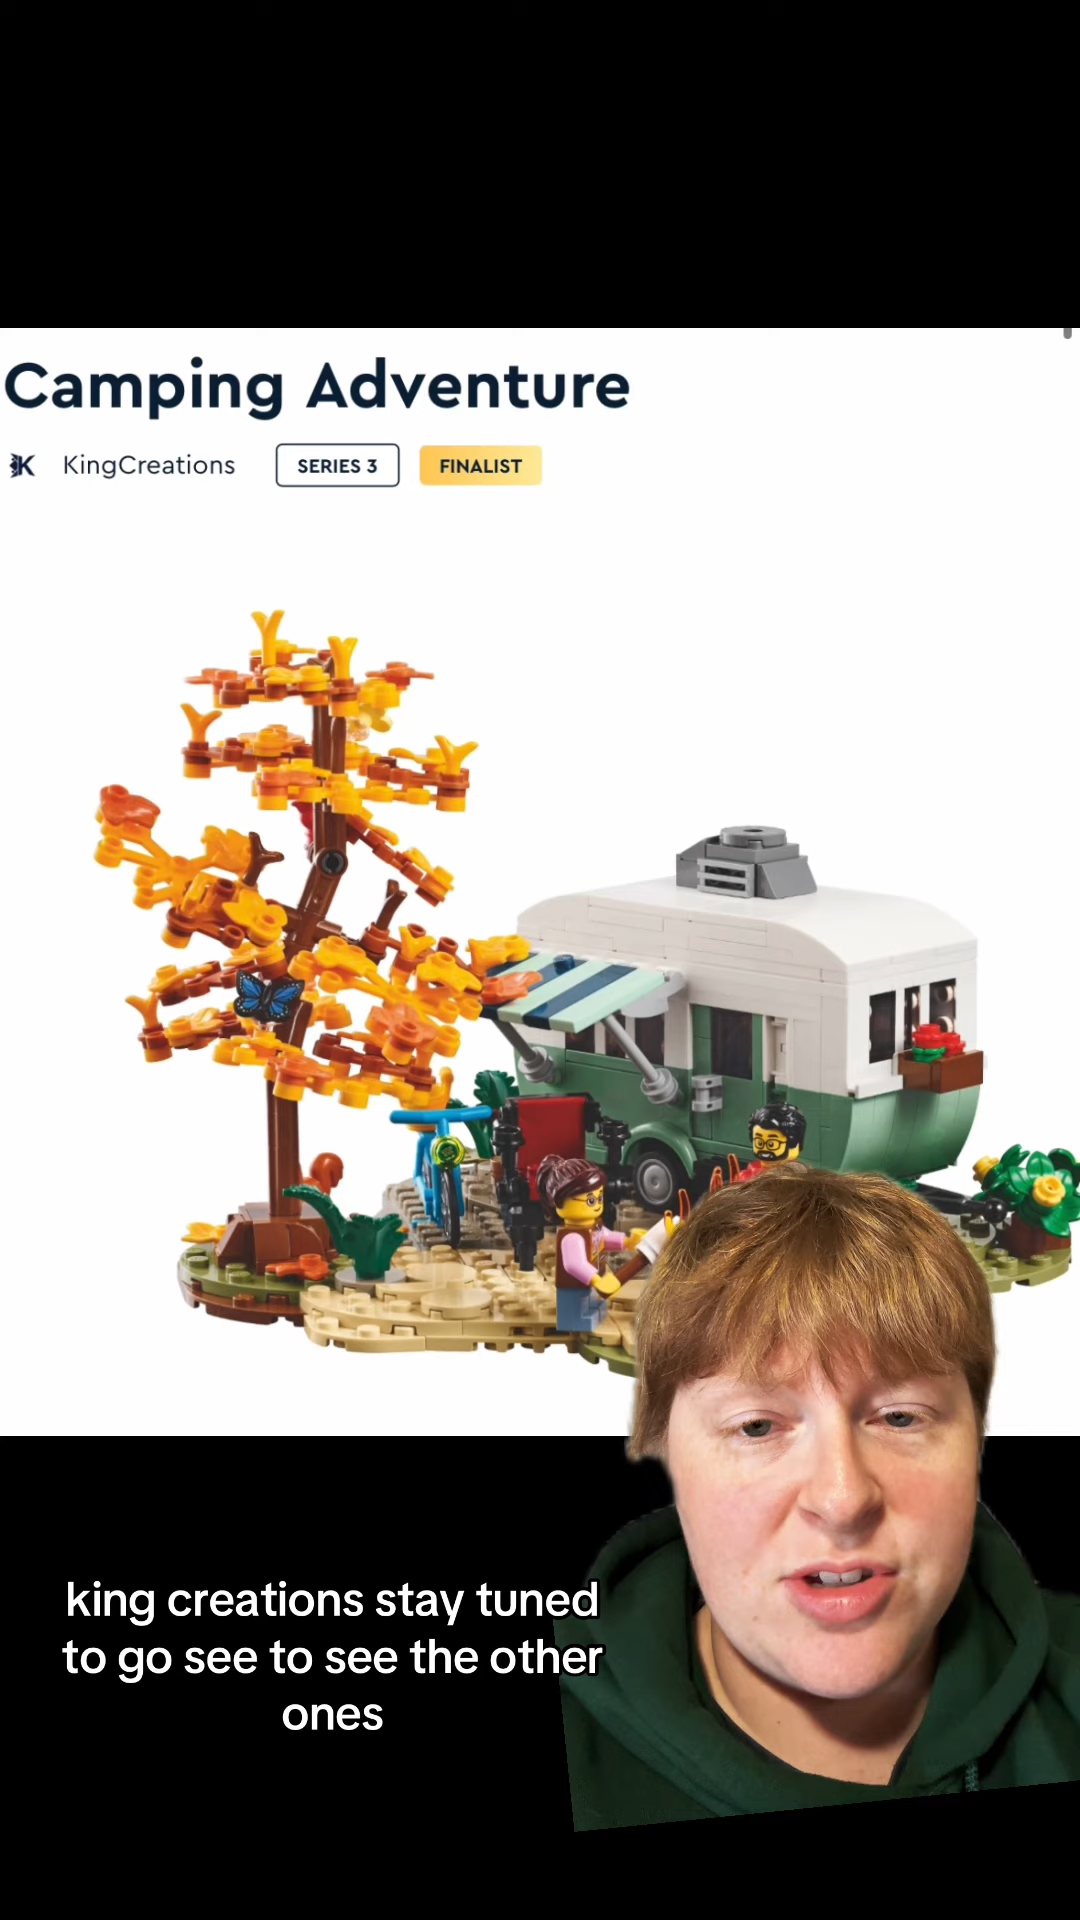 Camping Adventure
KingCreations SERIES 3 FINALIST
king creations stay tuned
to go see to see the other
ones